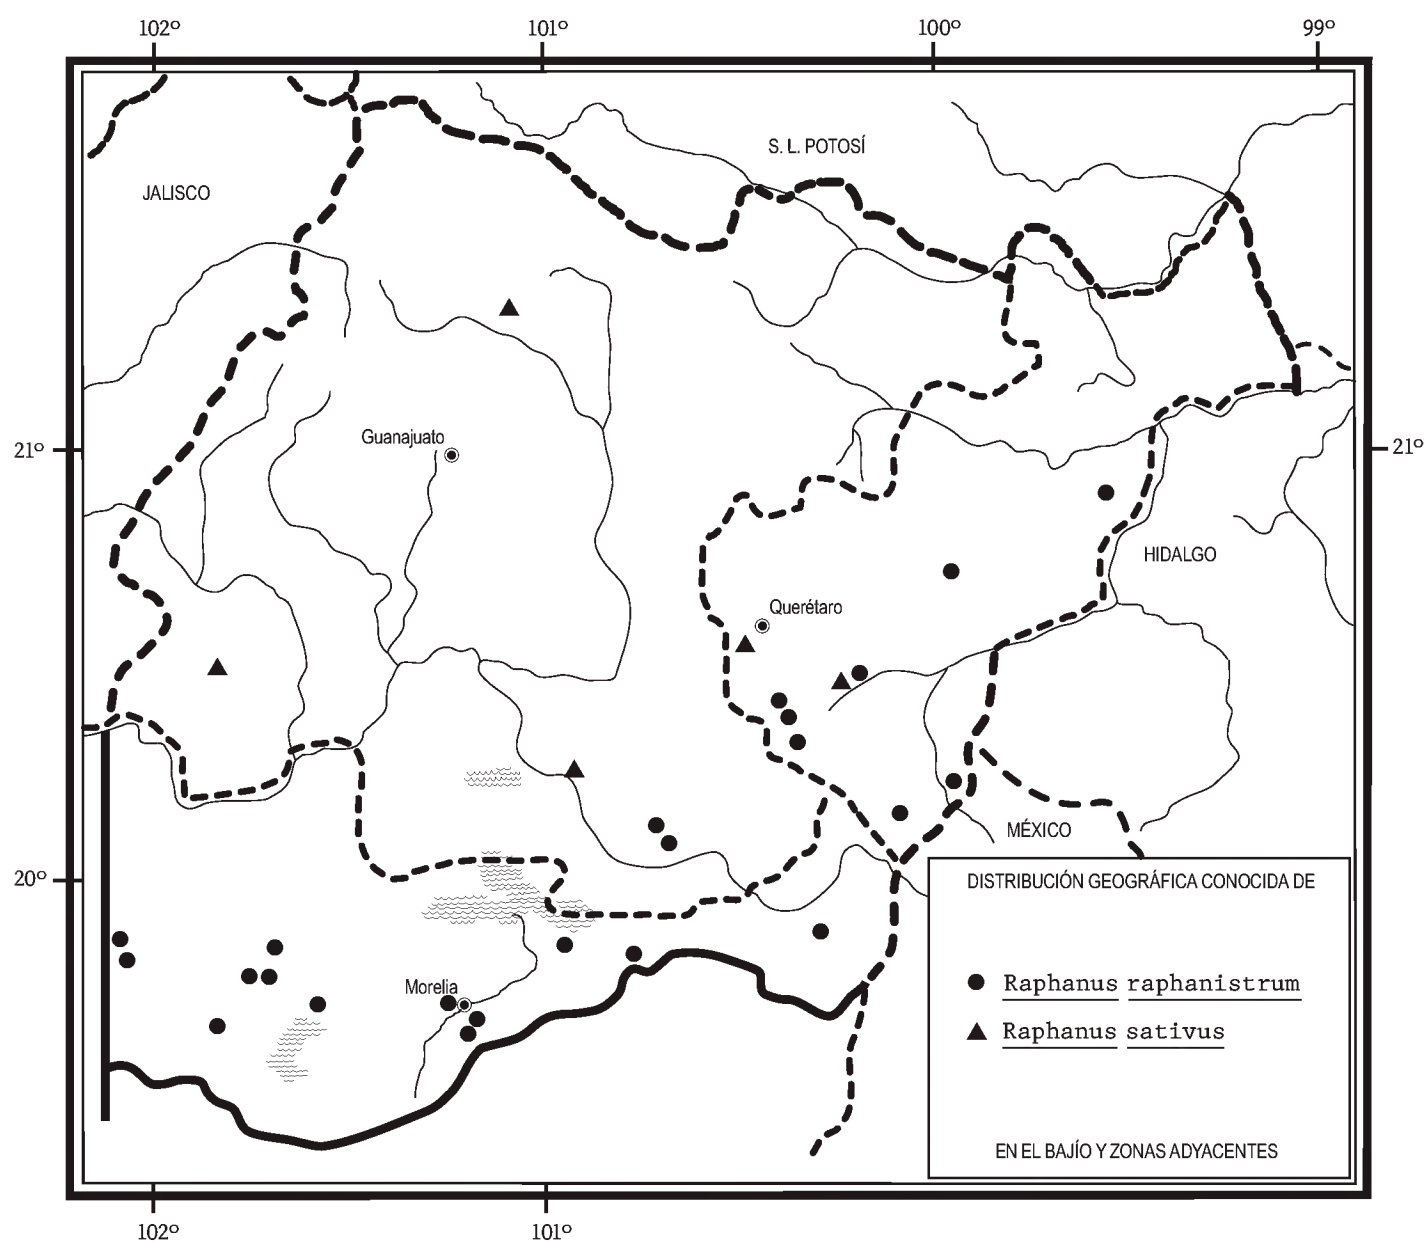 102º 101º 100º 99º
S. L. POTOSÍ
JALISCO
Guanajuato
21º 21º
HIDALGO
Querétaro
MÉXICO
20º
DISTRIBUCIÓN GEOGRÁFICA CONOCIDA DE
Raphanus raphanistrum
Morelia
Raphanus sativus
EN EL BAJÍO Y ZONAS ADYACENTES
102º 101º